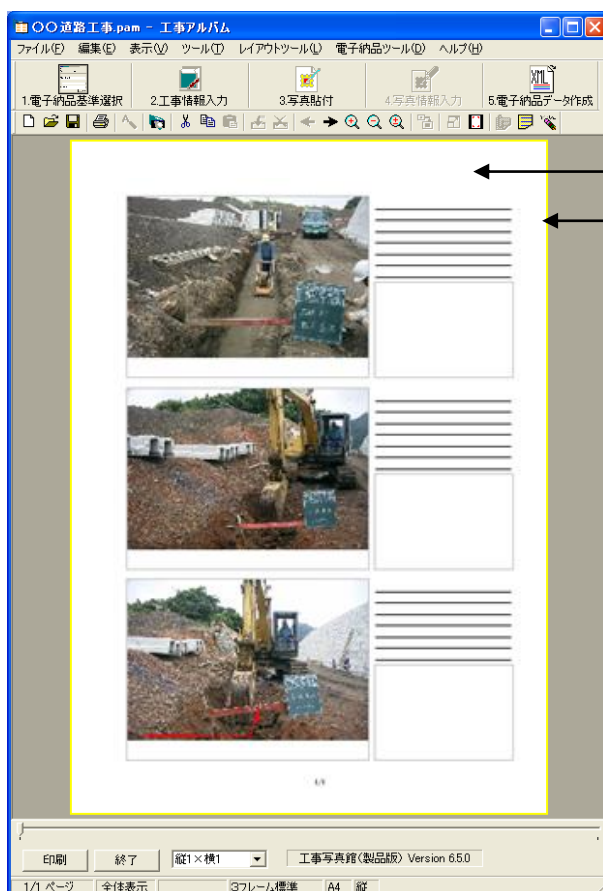 〇〇道路工事.pam - 工事アルバム
ファイル(F) 編集(E) 表示(V) ツール(T) レイアウトツール(L) 電子納品ツール(D) ヘルプ(H)
XML
1.電子納品基準選択 2.工事情報入力 3.写真貼付 4.写真情報入力 5.電子納品データ作成
1/1
印刷 終了 縦1×横1 工事写真館(製品版) Version 6.5.0
1/1 ページ 全体表示 3フレーム標準 A4 縦